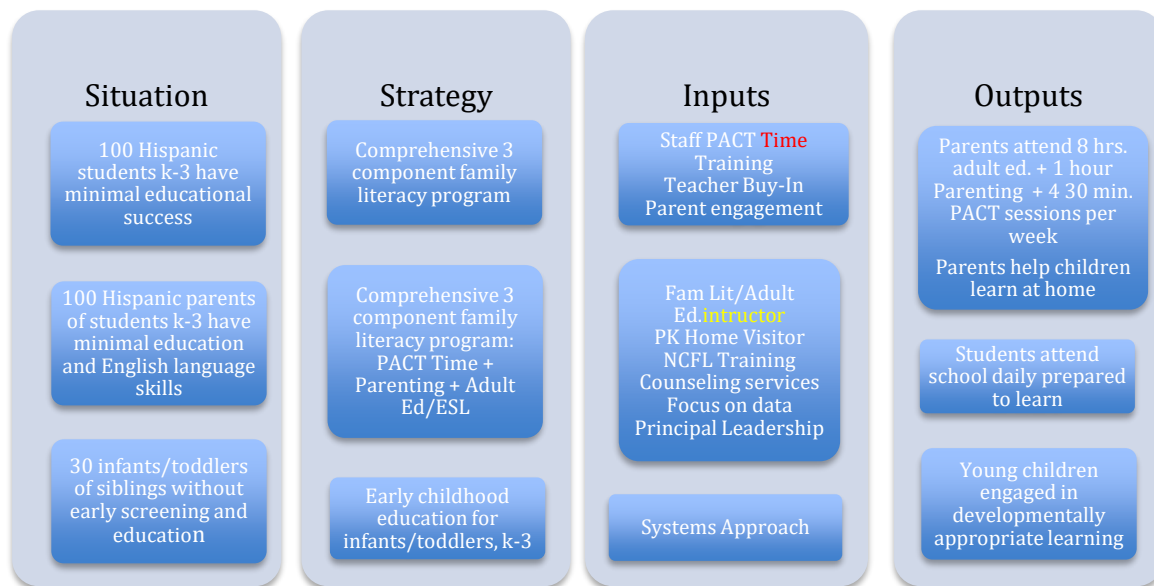 Situation
100 Hispanic
students k-3 have
minimal educational
success
100 Hispanic parents
of students k-3 have
minimal education
and English language
skills
30 infants/toddlers
of siblings without
early screening and
education
Strategy
Comprehensive 3
component family
literacy program
Comprehensive 3
component family
literacy program:
PACT Time +
Parenting + Adult
Ed/ESL
Early childhood
education for
infants/toddlers, k-3
Inputs
Staff PACT Time
Training
Teacher Buy-In
Parent engagement
Fam Lit/Adult
Ed.intructor
PK Home Visitor
NCFL Training
Counseling services
Focus on data
Principal Leadership
Systems Approach
Outputs
Parents attend 8 hrs.
adult ed. + 1 hour
Parenting + 4 30 min.
PACT sessions per
week
Parents help children
learn at home
Students attend
school daily prepared
to learn
Young children
engaged in
developmentally
appropriate learning